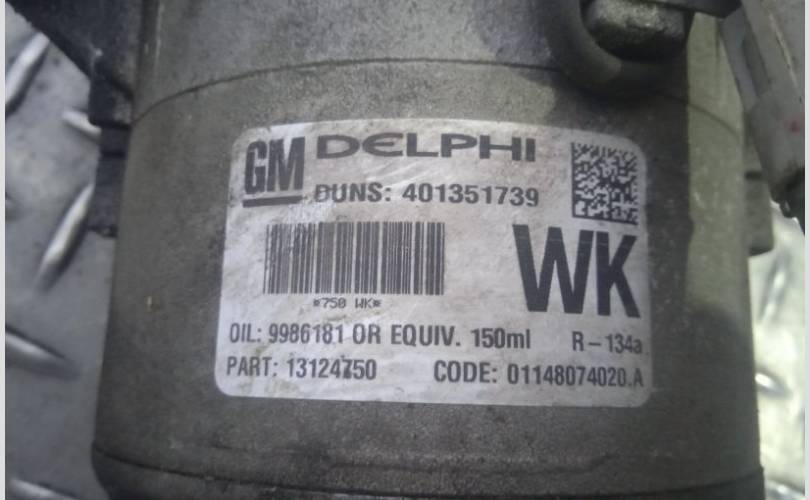 GM DELPHI
DUNS: 401351739
*750 WK*
WK
OIL: 9986181 OR EQUIV. 150ml R-134a
PART: 13124750 CODE: 01148074020.A